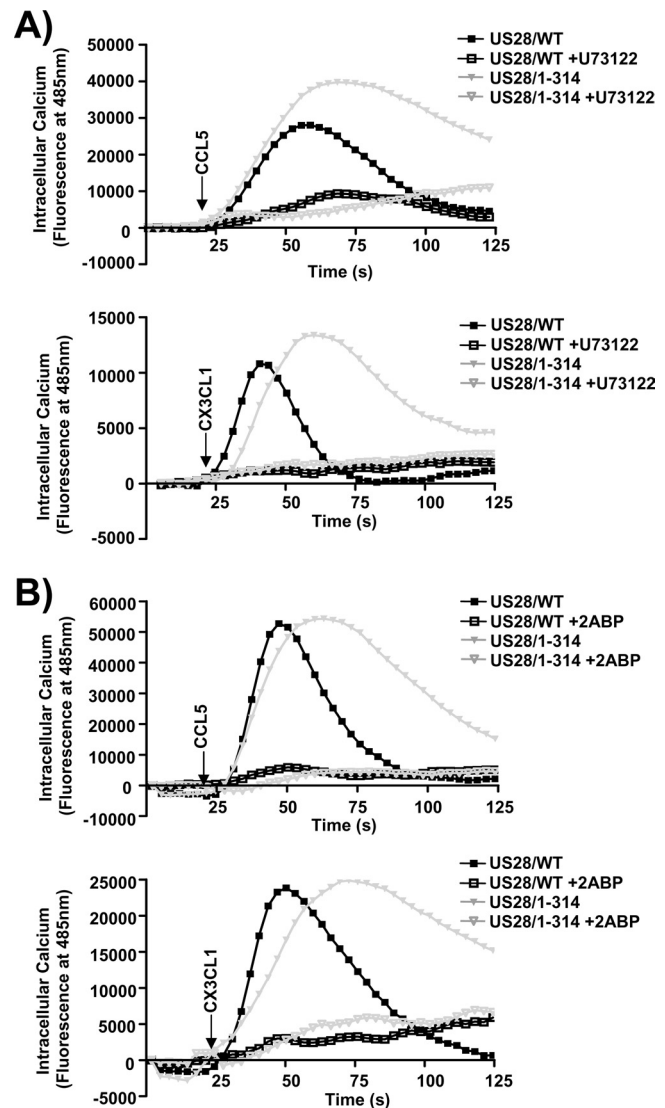 A)
US28/WT
US28/WT +U73122
US28/1-314
US28/1-314 +U73122
Intracellular Calcium
(Fluorescence at 485nm)
50000
40000
30000
20000
10000
0
-10000
CCL5
25
50
75
100
125
Time (s)
US28/WT
US28/WT +U73122
US28/1-314
US28/1-314 +U73122
Intracellular Calcium
(Fluorescence at 485nm)
15000
10000
5000
0
-5000
CX3CL1
25
50
75
100
125
Time (s)
B)
US28/WT
US28/WT +2ABP
US28/1-314
US28/1-314 +2ABP
Intracellular Calcium
(Fluorescence at 485nm)
60000
50000
40000
30000
20000
10000
0
-10000
CCL5
25
50
75
100
125
Time (s)
US28/WT
US28/WT +2ABP
US28/1-314
US28/1-314 +2ABP
Intracellular Calcium
(Fluorescence at 485nm)
25000
20000
15000
10000
5000
0
-5000
CX3CL1
25
50
75
100
125
Time (s)